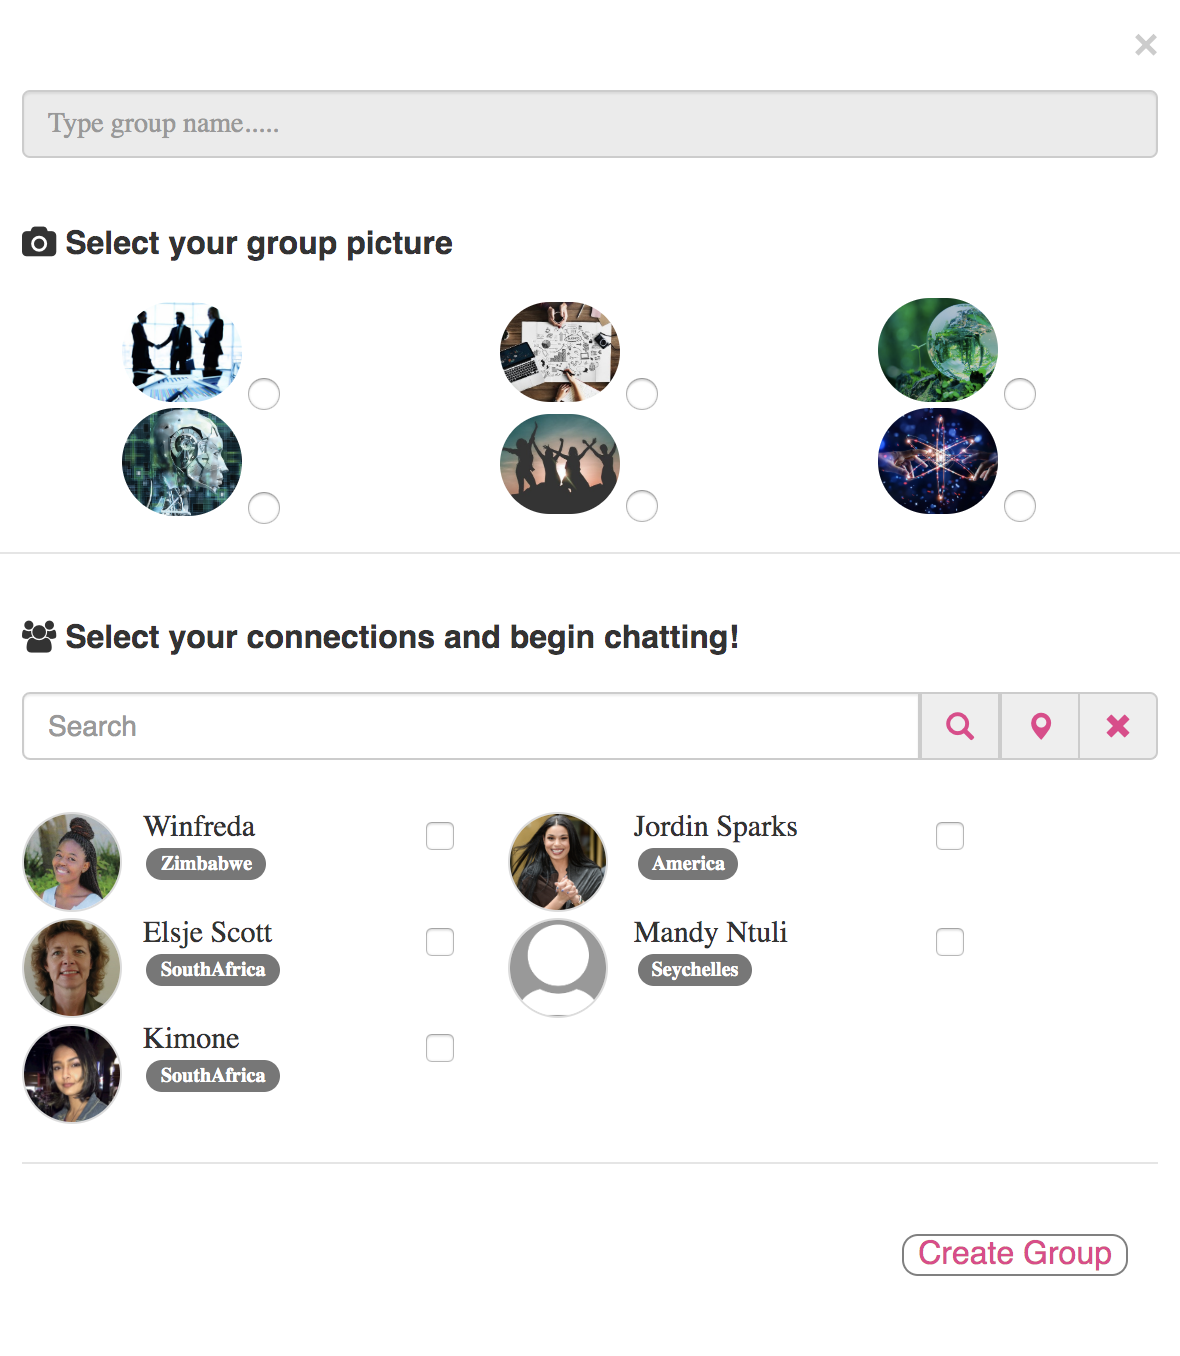 Type group name.....
Select your group picture
Select your connections and begin chatting!
Search
Winfreda
Zimbabwe
Jordin Sparks
America
Elsje Scott
SouthAfrica
Mandy Ntuli
Seychelles
Kimone
SouthAfrica
Create Group